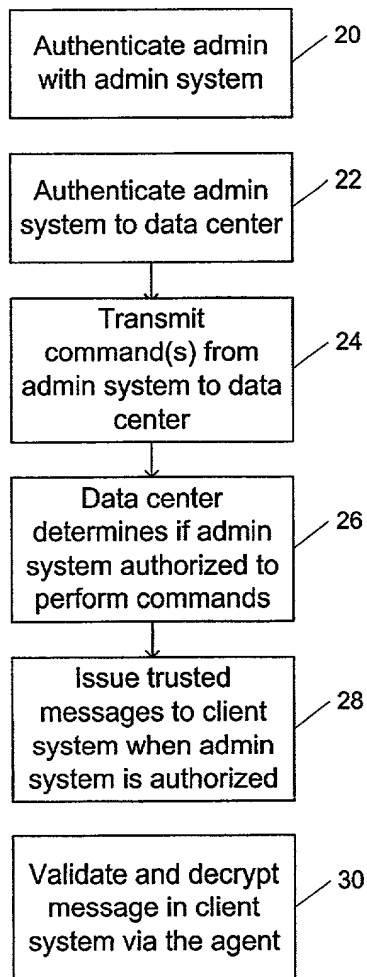 Authenticate admin
with admin system
20
Authenticate admin
system to data center
22
Transmit
command(s) from
admin system to data
center
24
Data center
determines if admin
system authorized to
perform commands
26
Issue trusted
messages to client
system when admin
system is authorized
28
Validate and decrypt
message in client
system via the agent
30